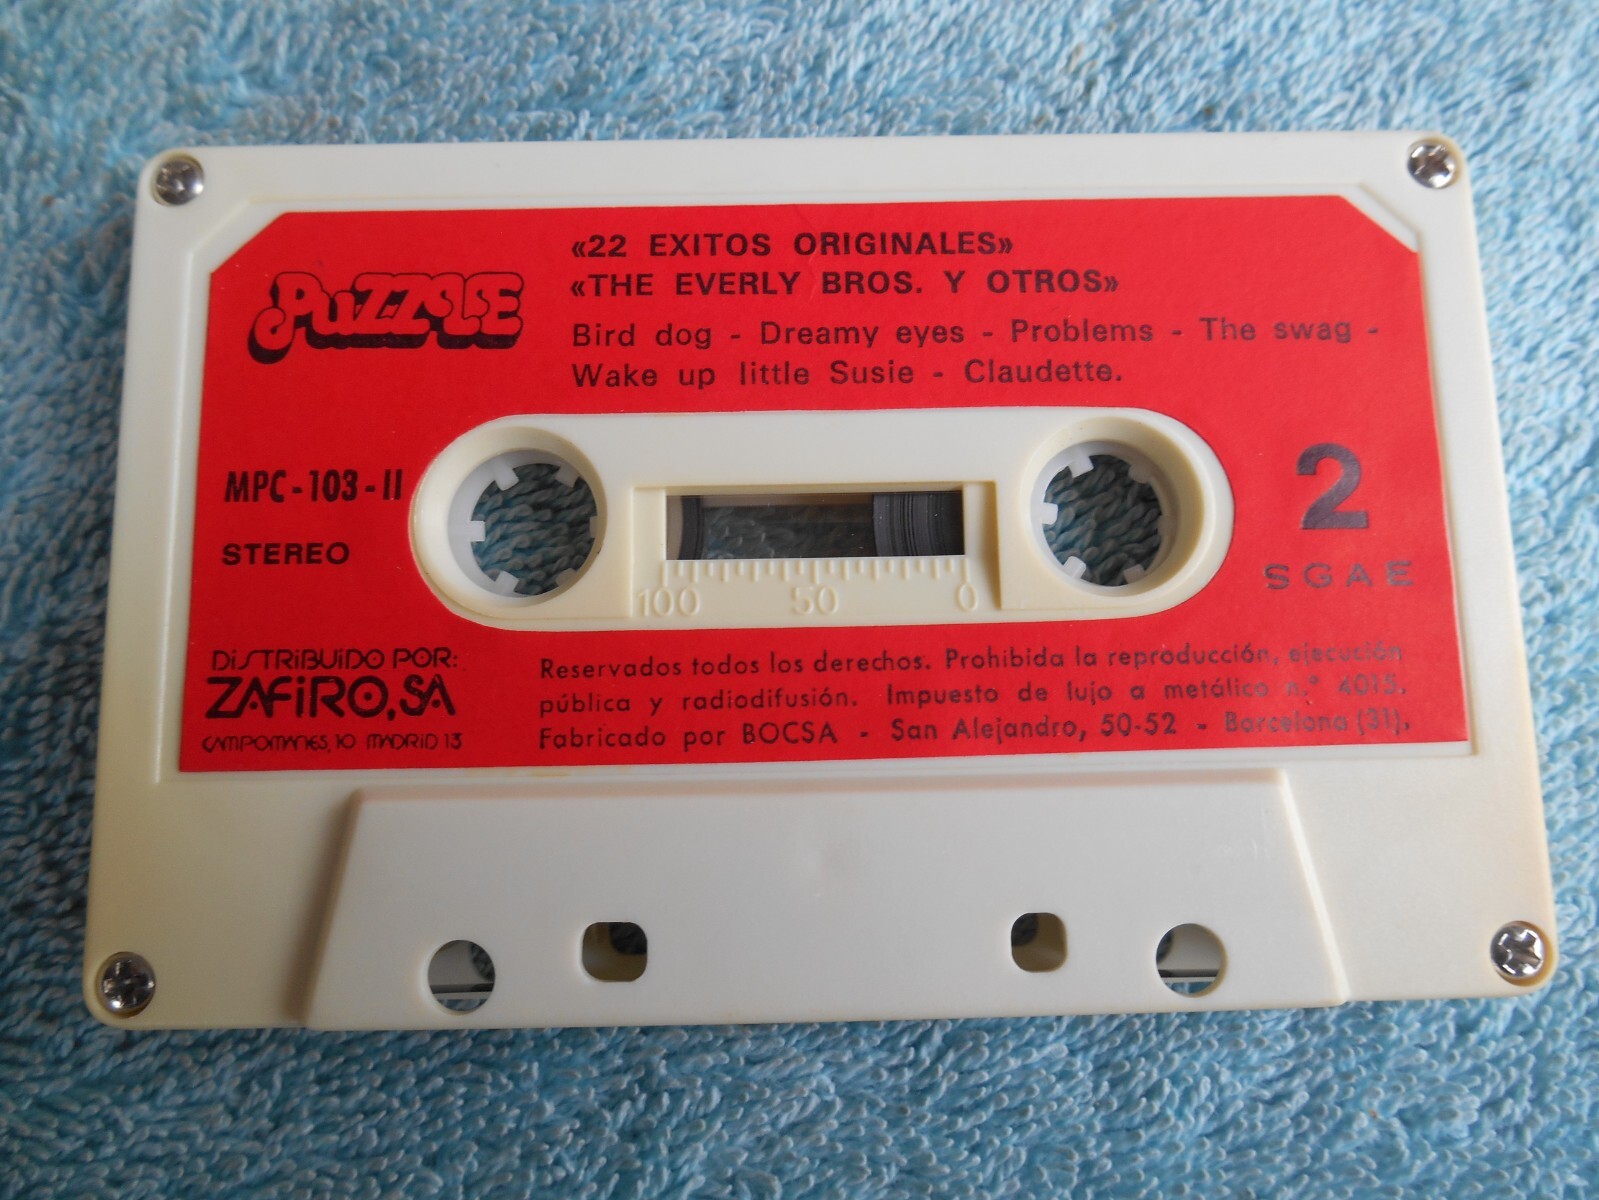 «22 EXITOS ORIGINALES»
PUZZLE
«THE EVERLY BROS. Y OTROS»
Bird dog - Dreamy eyes - Problems - The swag -
Wake up little Susie - Claudette.
MPC-103-II
2
STEREO
SGAE
100 50 0
DISTRIBUIDO POR:
ZAFIRO, SA
CAMPOMANES, 10 MADRID 13
Reservados todos los derechos. Prohibida la reproducción, ejecución
pública y radiodifusión. Impuesto de lujo a metálico n.° 4015.
Fabricado por BOCSA - San Alejandro, 50-52 - Barcelona (31).